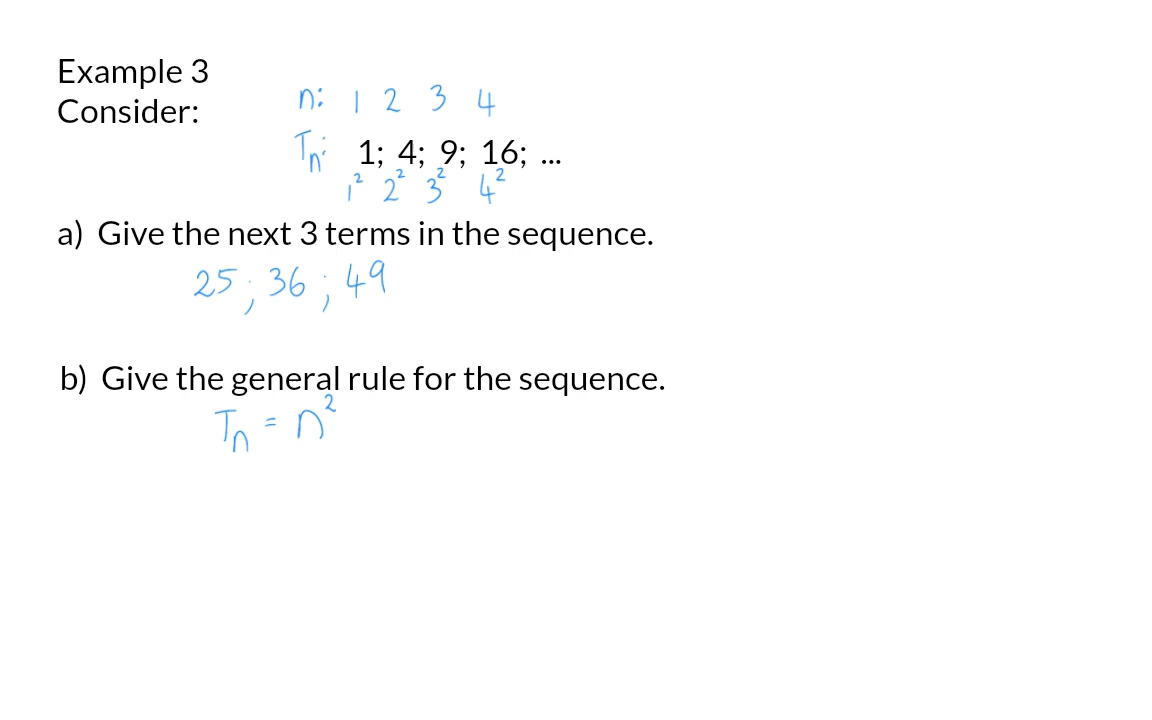 Example 3
Consider:
n: 1 2 3 4
Tₙ: 1; 4; 9; 16; ...
1² 2² 3² 4²
a) Give the next 3 terms in the sequence.
25 ; 36 ; 49
b) Give the general rule for the sequence.
Tₙ = n²